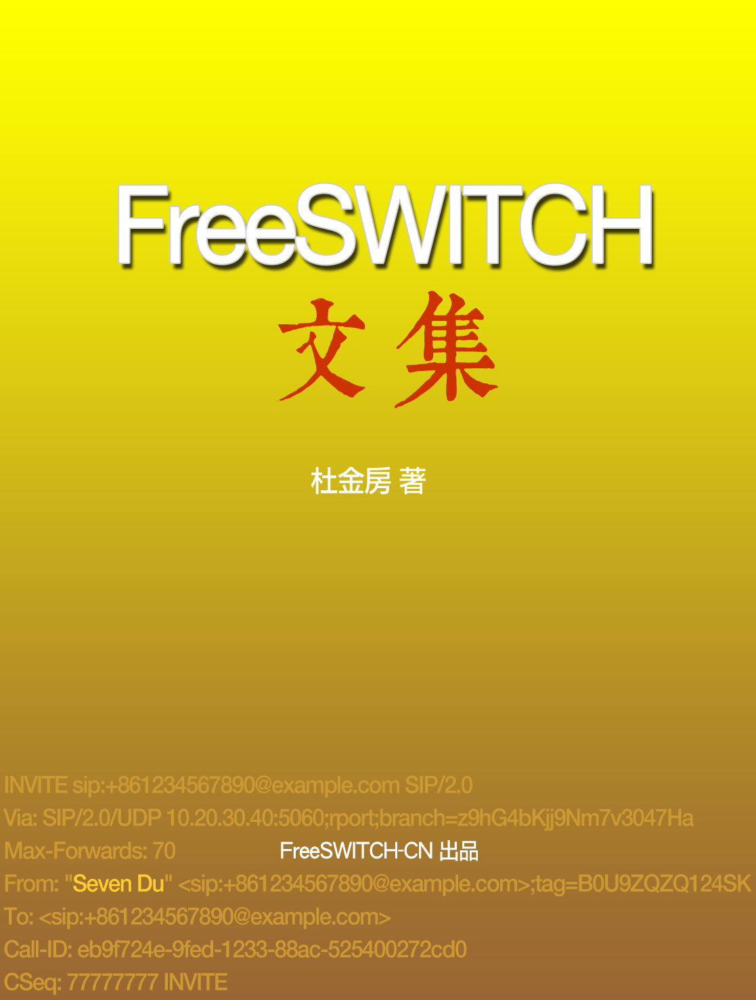 FreeSWITCH
文集
杜金房 著
INVITE sip:+861234567890@example.com SIP/2.0
Via: SIP/2.0/UDP 10.20.30.40:5060;rport;branch=z9hG4bKjj9Nm7v3047Ha
Max-Forwards: 70
FreeSWITCH-CN 出品
From: "Seven Du" <sip:+861234567890@example.com>;tag=B0U9ZQZQ124SK
To: <sip:+861234567890@example.com>
Call-ID: eb9f724e-9fed-1233-88ac-525400272cd0
CSeq: 77777777 INVITE